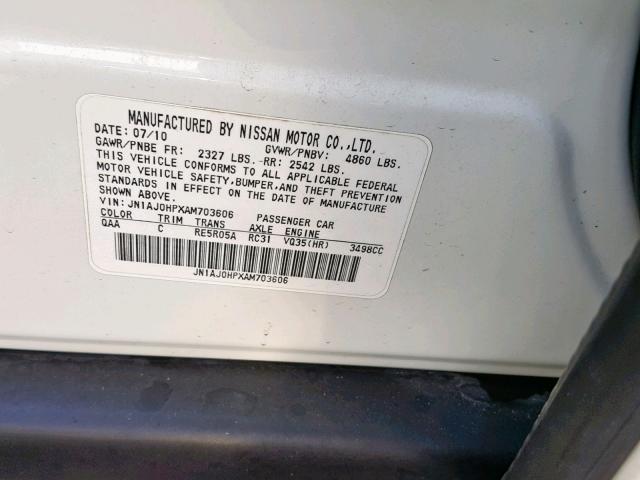 MANUFACTURED BY NISSAN MOTOR CO.,LTD.
DATE: 07/10 GVWR/PNBV: 4860 LBS.
GAWR/PNBE FR: 2327 LBS.-RR: 2542 LBS.
THIS VEHICLE CONFORMS TO ALL APPLICABLE FEDERAL
MOTOR VEHICLE SAFETY,BUMPER,AND THEFT PREVENTION
STANDARDS IN EFFECT ON THE DATE OF MANUFACTURE
SHOWN ABOVE.
VIN: JN1AJ0HPXAM703606 PASSENGER CAR
COLOR TRIM TRANS AXLE ENGINE
QAA C RE5R05A RC31 VQ35(HR) 3498CC
JN1AJ0HPXAM703606